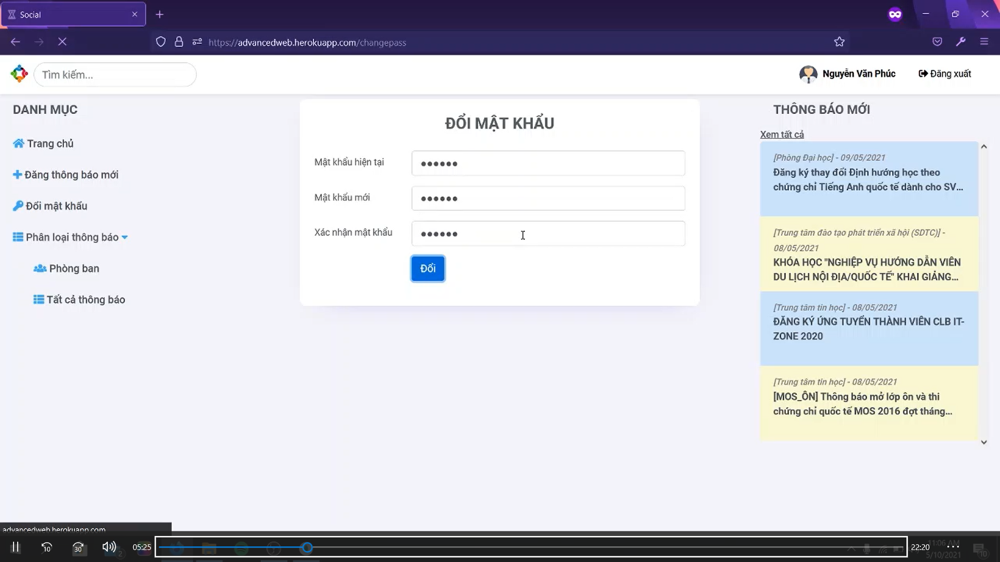 Social
https://advancedweb.herokuapp.com/changepass
Tìm kiếm...
Nguyễn Văn Phúc
Đăng xuất
DANH MỤC
Trang chủ
Đăng thông báo mới
Đổi mật khẩu
Phân loại thông báo
Phòng ban
Tất cả thông báo
ĐỔI MẬT KHẨU
Mật khẩu hiện tại
Mật khẩu mới
Xác nhận mật khẩu
Đổi
THÔNG BÁO MỚI
Xem tất cả
[Phòng Đại học] - 09/05/2021
Đăng ký thay đổi Định hướng học theo
chứng chỉ Tiếng Anh quốc tế dành cho SV...
[Trung tâm đào tạo phát triển xã hội (SDTC)] -
08/05/2021
KHÓA HỌC "NGHIỆP VỤ HƯỚNG DẪN VIÊN
DU LỊCH NỘI ĐỊA/QUỐC TẾ" KHAI GIẢNG...
[Trung tâm tin học] - 08/05/2021
ĐĂNG KÝ ỨNG TUYỂN THÀNH VIÊN CLB IT-
ZONE 2020
[Trung tâm tin học] - 08/05/2021
[MOS_ÔN] Thông báo mở lớp ôn và thi
chứng chỉ quốc tế MOS 2016 đợt tháng...
advancedweb.herokuapp.com
10
30
2
05:25
22:20
11:06 AM
5/10/2021
10